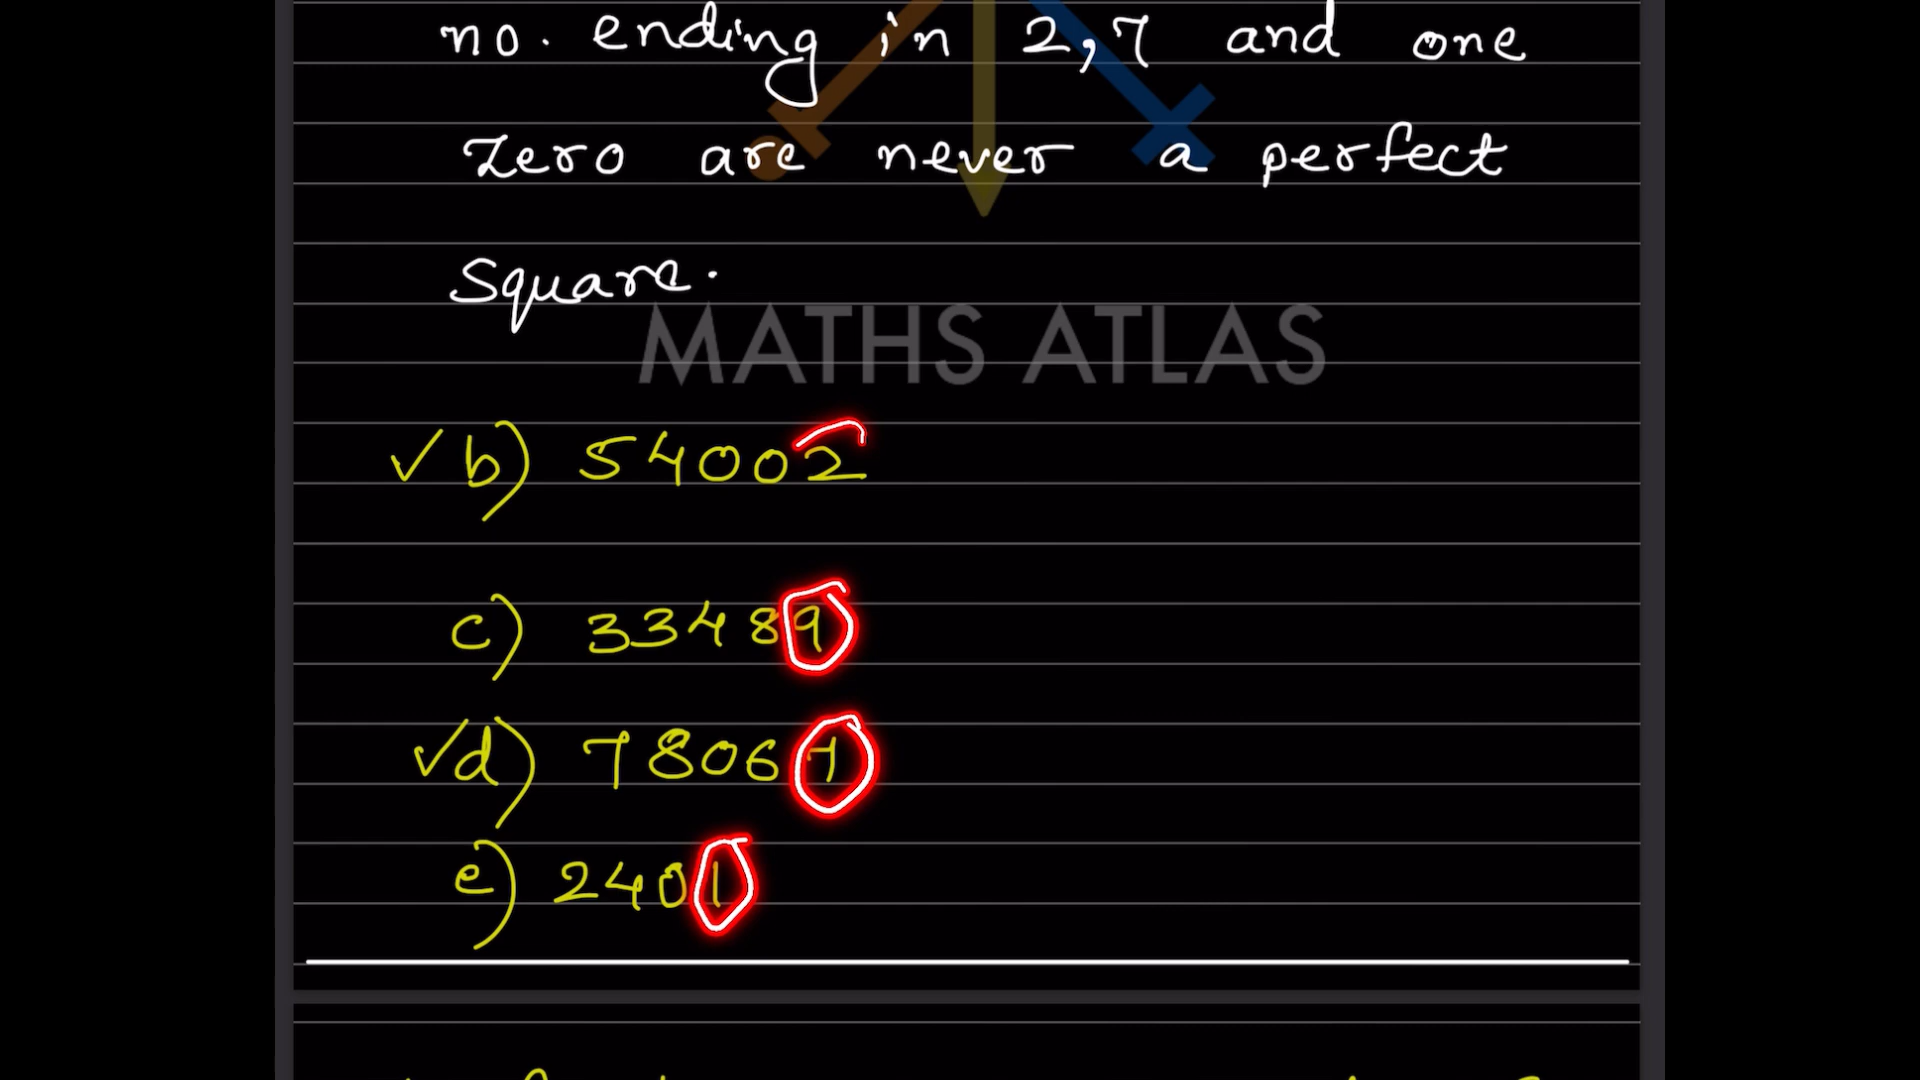 no. ending in 2,7 and one
zero are never a perfect
square.
MATHS ATLAS
✓ b) 54002
c) 33489
✓ d) 78067
e) 2401